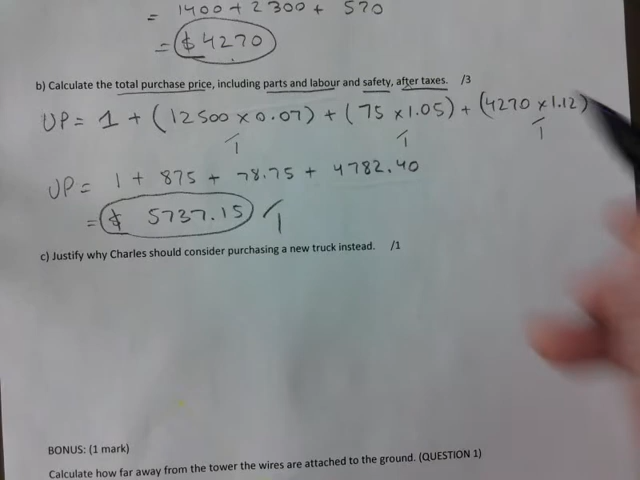 = 1400 + 2300 + 570
= $4270
b) Calculate the total purchase price, including parts and labour and safety, after taxes. /3
UP = 1 + (12500 x 0.07) + (75 x 1.05) + (4270 x 1.12)
1 1 1
UP = 1 + 875 + 78.75 + 4782.40
= $ 5737.15 / 1
c) Justify why Charles should consider purchasing a new truck instead. /1
BONUS: (1 mark)
Calculate how far away from the tower the wires are attached to the ground. (QUESTION 1)